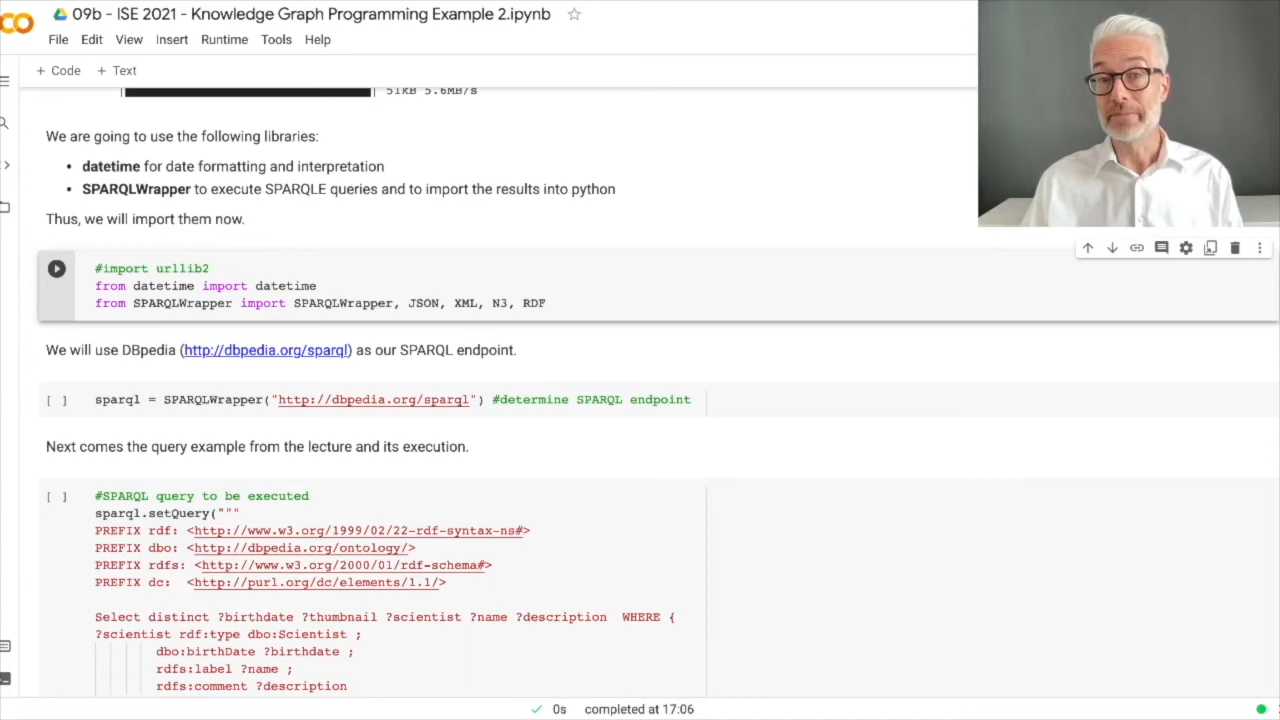 09b - ISE 2021 - Knowledge Graph Programming Example 2.ipynb
File Edit View Insert Runtime Tools Help
+ Code + Text
51kB 5.6MB/s
We are going to use the following libraries:
• datetime for date formatting and interpretation
• SPARQLWrapper to execute SPARQLE queries and to import the results into python
Thus, we will import them now.
#import urllib2
from datetime import datetime
from SPARQLWrapper import SPARQLWrapper, JSON, XML, N3, RDF
We will use DBpedia (http://dbpedia.org/sparql) as our SPARQL endpoint.
[ ] sparql = SPARQLWrapper("http://dbpedia.org/sparql") #determine SPARQL endpoint
Next comes the query example from the lecture and its execution.
[ ] #SPARQL query to be executed
sparql.setQuery("""
PREFIX rdf: <http://www.w3.org/1999/02/22-rdf-syntax-ns#>
PREFIX dbo: <http://dbpedia.org/ontology/>
PREFIX rdfs: <http://www.w3.org/2000/01/rdf-schema#>
PREFIX dc: <http://purl.org/dc/elements/1.1/>
Select distinct ?birthdate ?thumbnail ?scientist ?name ?description WHERE {
?scientist rdf:type dbo:Scientist ;
dbo:birthDate ?birthdate ;
rdfs:label ?name ;
rdfs:comment ?description
0s completed at 17:06